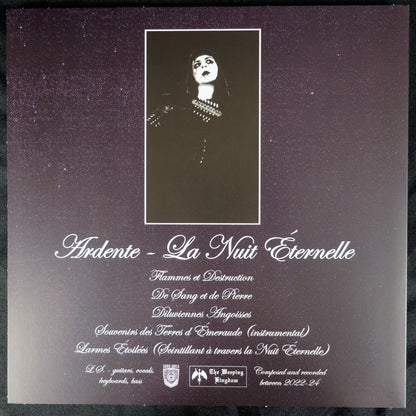 Ardente - La Nuit Éternelle
Flammes et Destruction
De Sang et de Pierre
Diluviennes Angoisses
Souvenirs des Terres d'Émeraude (instrumental)
Larmes Étoilées (Scintillant à travers la Nuit Éternelle)
L.S. - guitars, vocals, keyboards, bass
The Weeping Kingdom
Composed and recorded between 2022-24